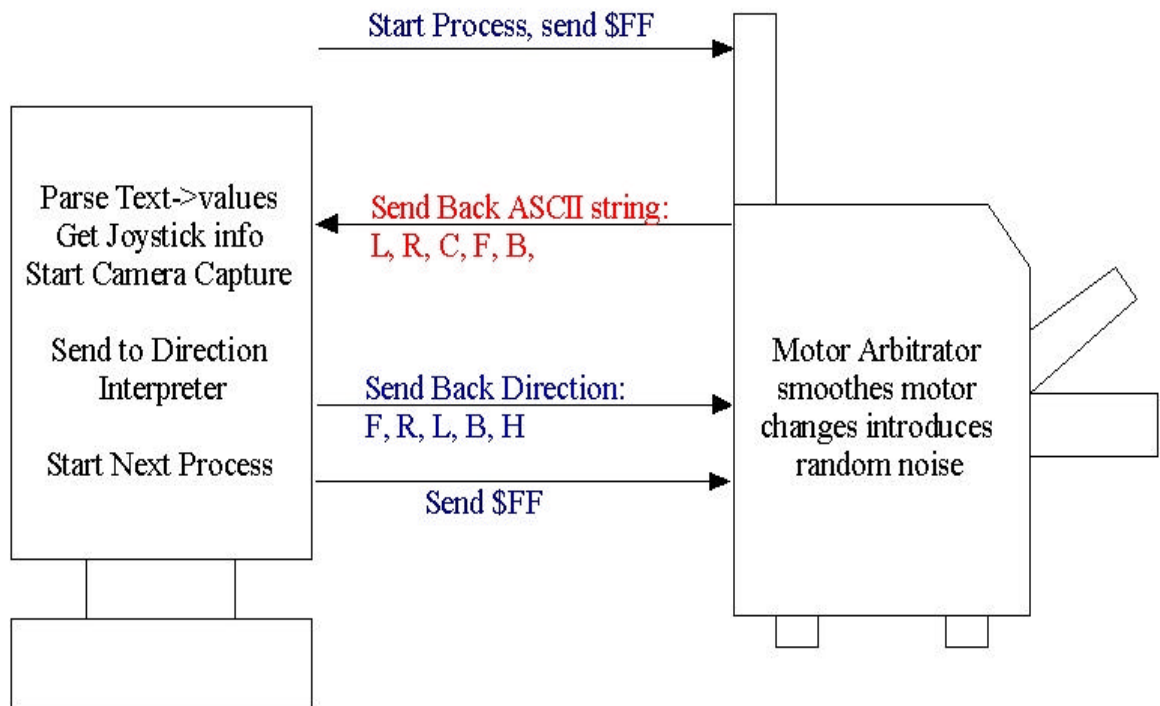 Start Process, send $FF
Parse Text->values
Get Joystick info
Start Camera Capture
Send to Direction
Interpreter
Start Next Process
Send Back ASCII string:
L, R, C, F, B,
Send Back Direction:
F, R, L, B, H
Send $FF
Motor Arbitrator
smoothes motor
changes introduces
random noise